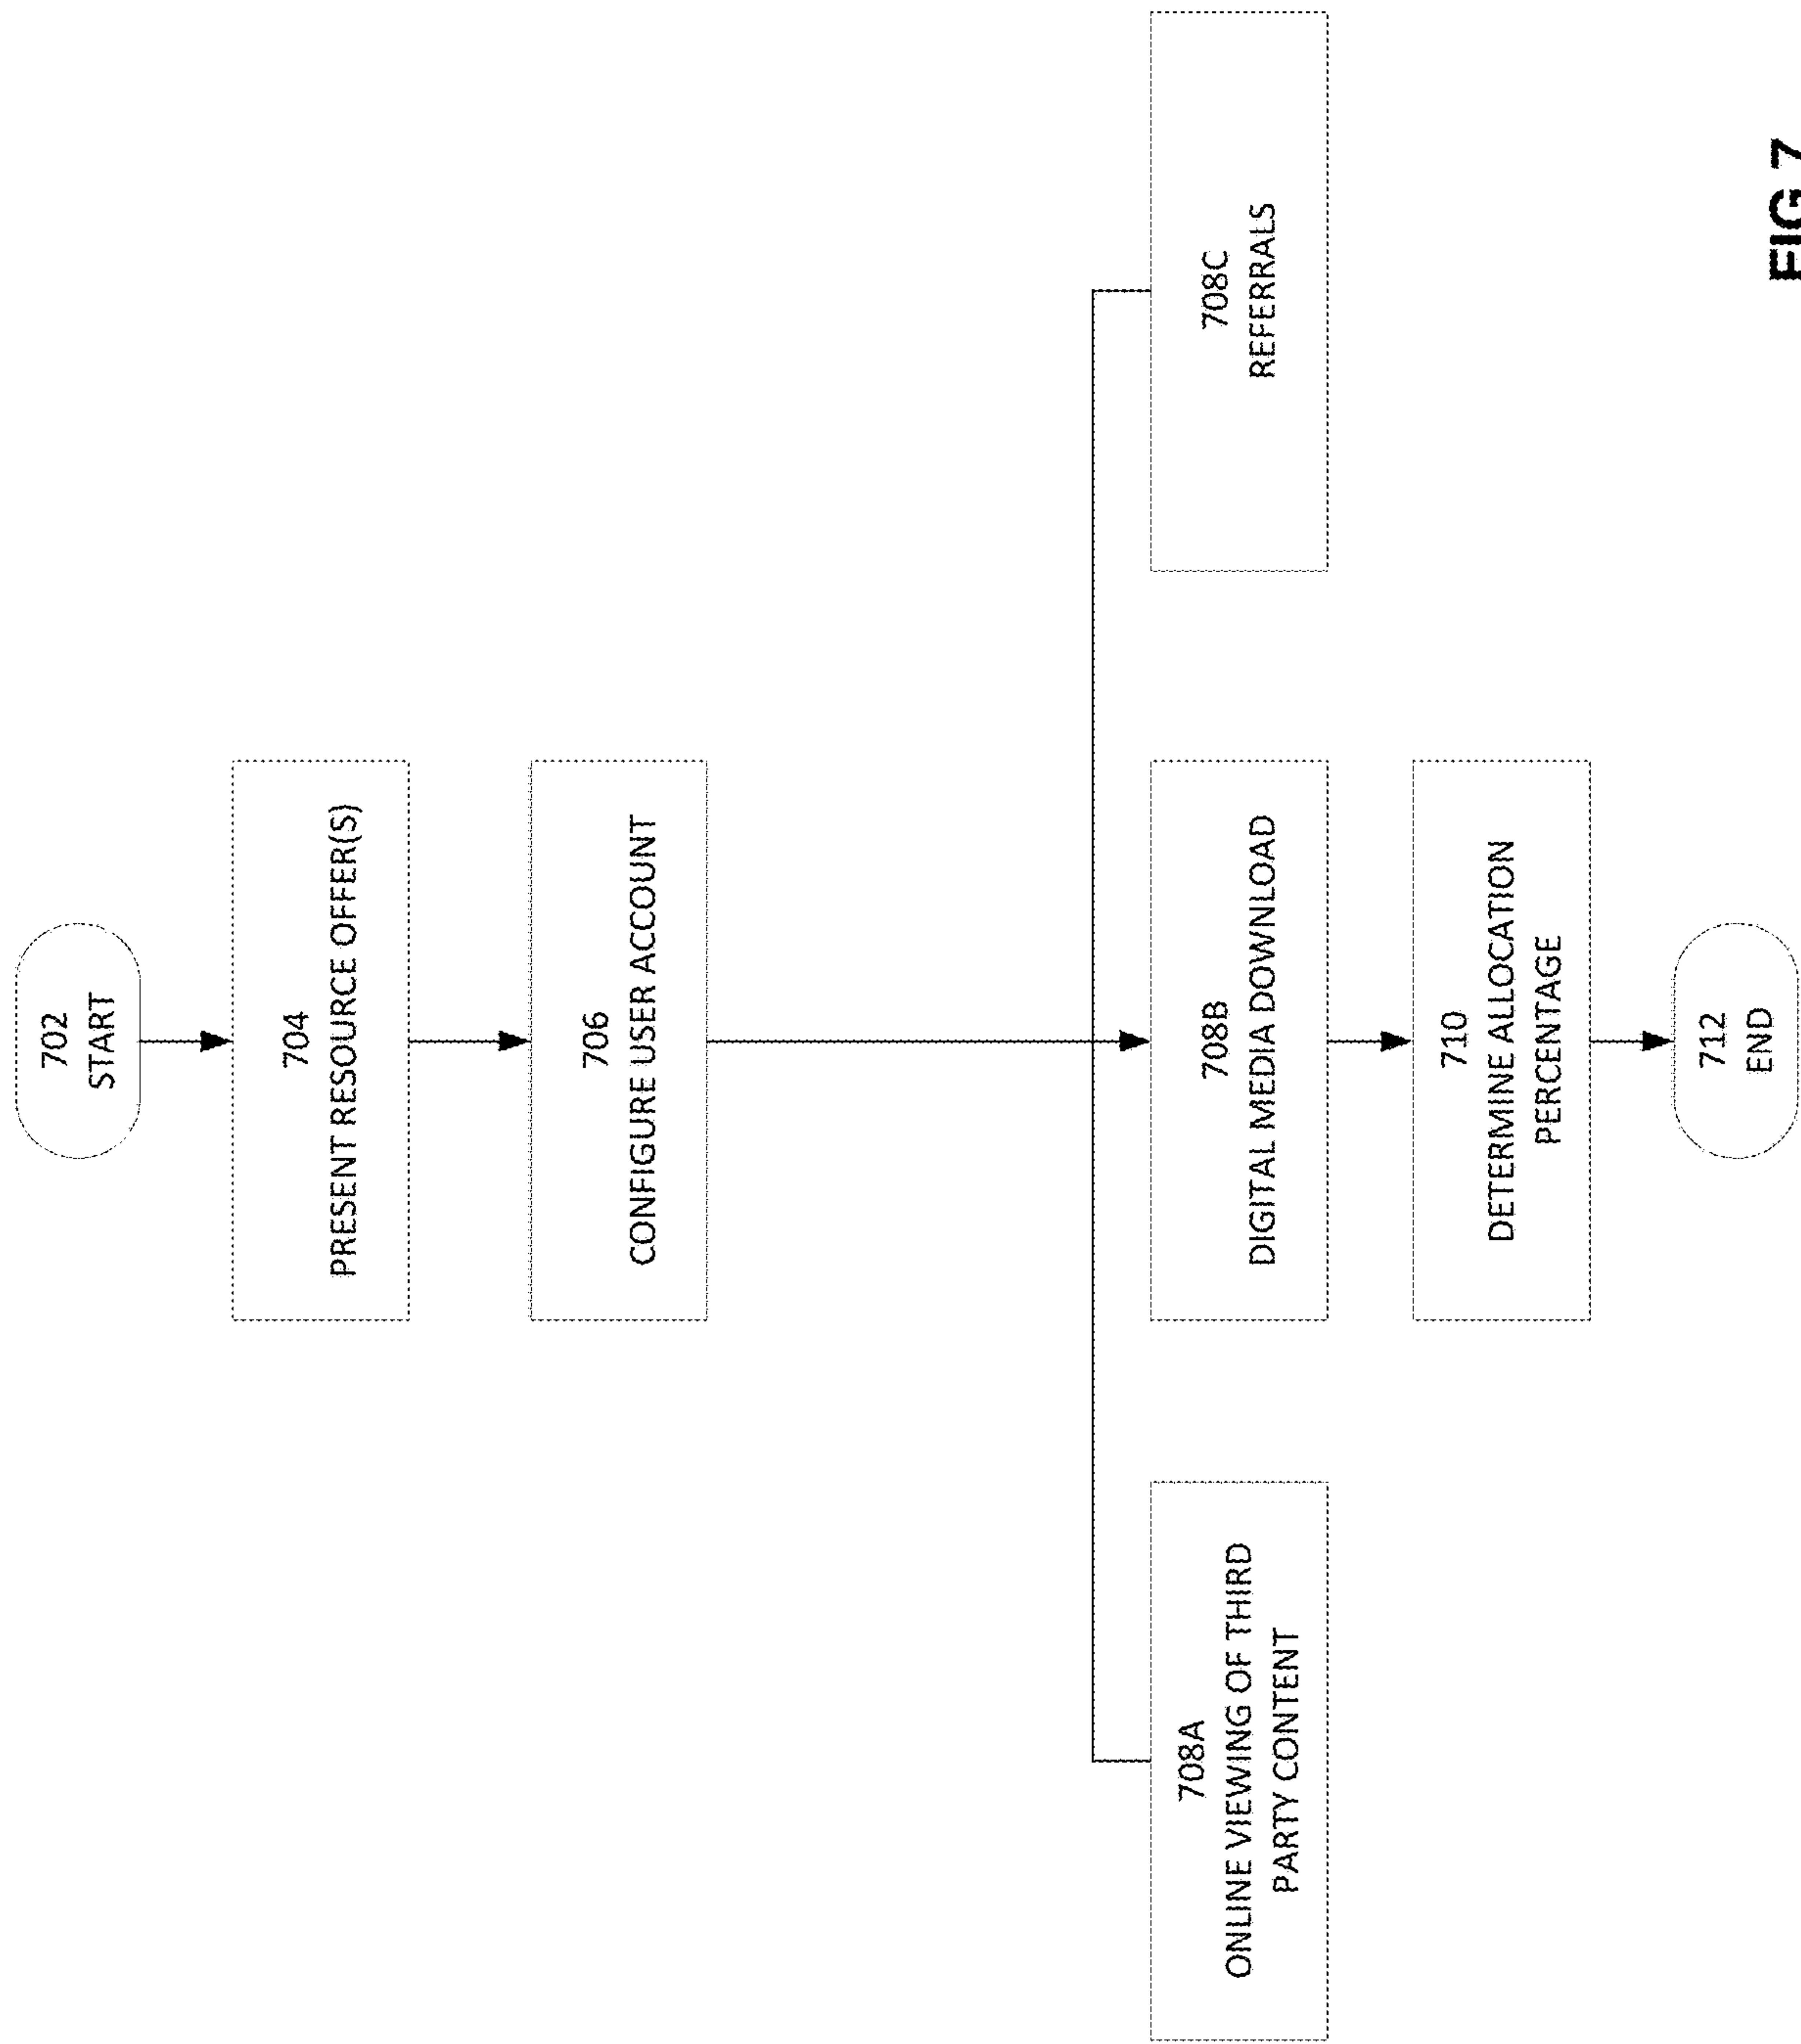 702
START
704
PRESENT RESOURCE OFFER(S)
706
CONFIGURE USER ACCOUNT
708A
ONLINE VIEWING OF THIRD
PARTY CONTENT
708B
DIGITAL MEDIA DOWNLOAD
708C
REFERRALS
710
DETERMINE ALLOCATION
PERCENTAGE
712
END
FIG 7